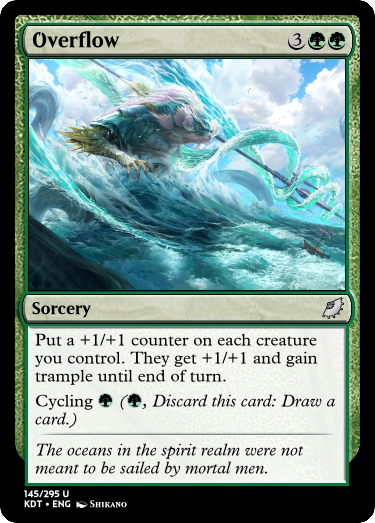 Overflow 3
Sorcery
Put a +1/+1 counter on each creature
you control. They get +1/+1 and gain
trample until end of turn.
Cycling (, Discard this card: Draw a
card.)
The oceans in the spirit realm were not
meant to be sailed by mortal men.
145/295 U
KDT • ENG Shikano